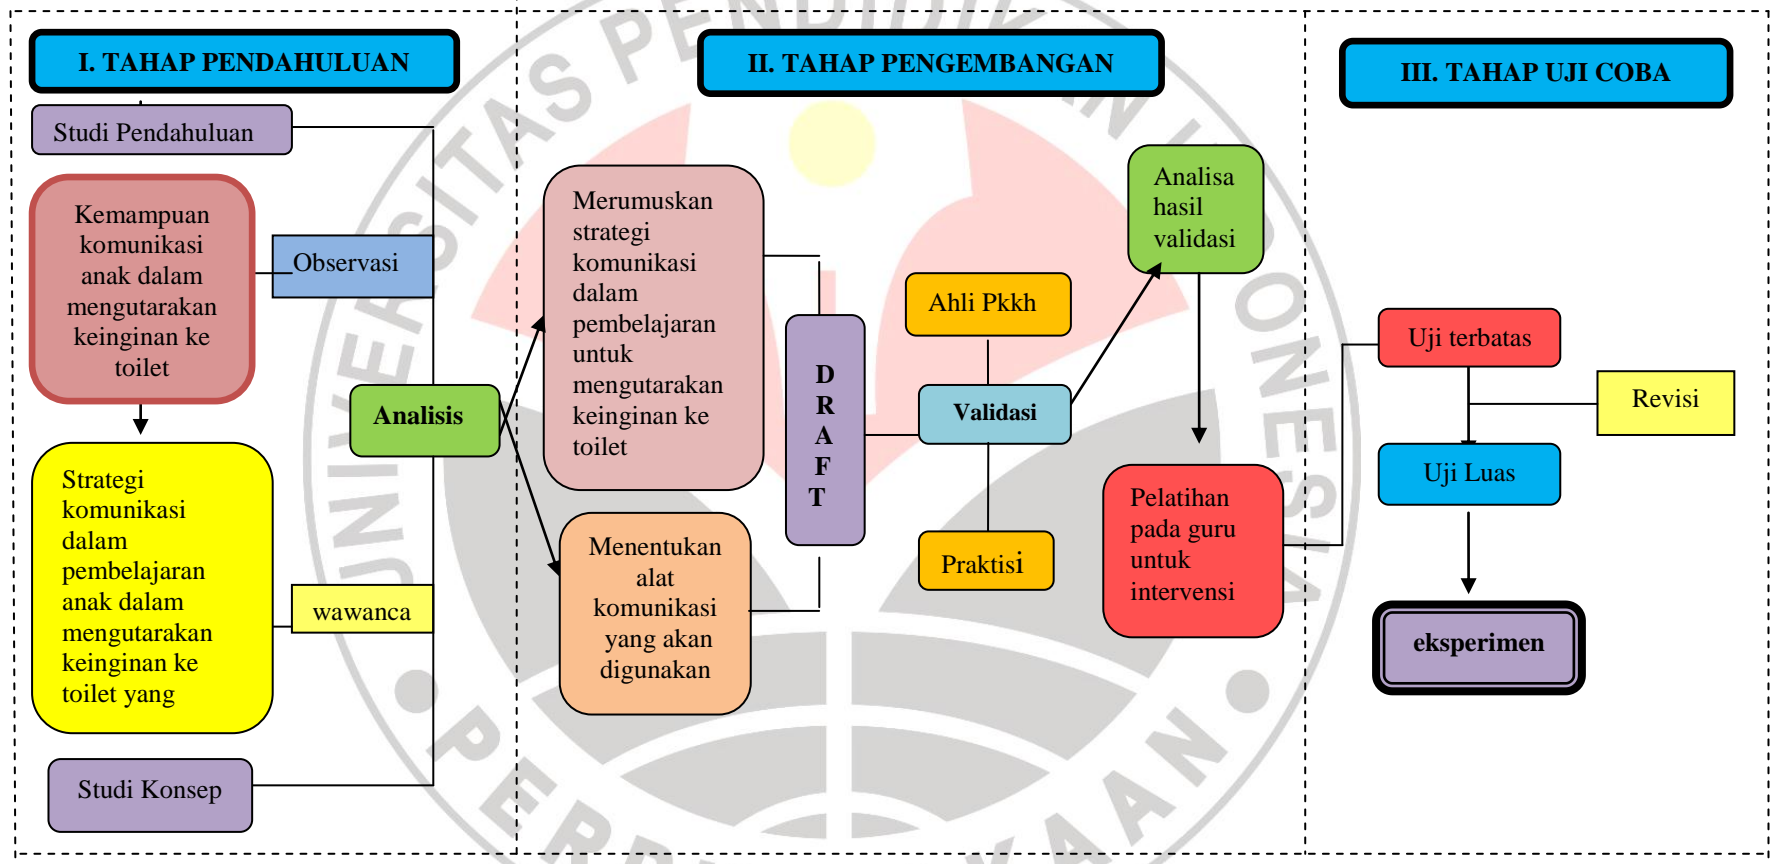 I. TAHAP PENDAHULUAN
Studi Pendahuluan
Kemampuan
komunikasi
anak dalam
mengutarakan
keinginan ke
toilet
Observasi
Analisis
Strategi
komunikasi
dalam
pembelajaran
anak dalam
mengutarakan
keinginan ke
toilet yang
wawanca
Studi Konsep
II. TAHAP PENGEMBANGAN
Merumuskan
strategi
komunikasi
dalam
pembelajaran
untuk
mengutarakan
keinginan ke
toilet
Menentukan
alat
komunikasi
yang akan
digunakan
D
R
A
F
T
Ahli Pkkh
Validasi
Praktisi
Analisa
hasil
validasi
Pelatihan
pada guru
untuk
intervensi
III. TAHAP UJI COBA
Uji terbatas
Revisi
Uji Luas
eksperimen
UNIVERSITAS PENDIDIKAN INDONESIA